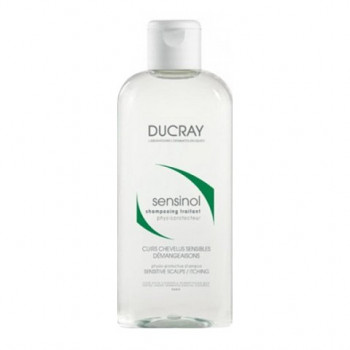 DUCRAY
sensinol
shampooing traitant
physioprotecteur
CUIRS CHEVELUS SENSIBLES
DÉMANGEAISONS
SENSITIVE SCALPS / ITCHING